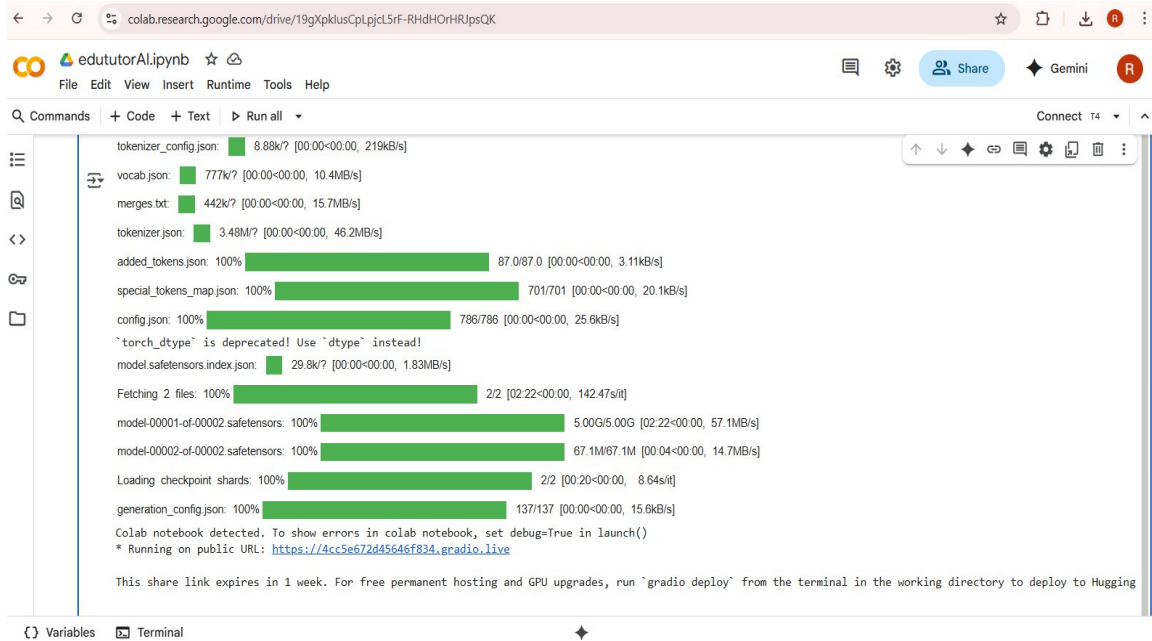 colab.research.google.com/drive/19gXpklusCpLpjcL5rF-RHdHOrHRJpsQK
R
CO edututorAI.ipynb
File Edit View Insert Runtime Tools Help
Share
Gemini
R
Commands + Code + Text Run all
Connect T4
tokenizer_config.json: 8.88k/? [00:00<00:00, 219kB/s]
vocab.json: 777k/? [00:00<00:00, 10.4MB/s]
merges.txt: 442k/? [00:00<00:00, 15.7MB/s]
tokenizer.json: 3.48M/? [00:00<00:00, 46.2MB/s]
added_tokens.json: 100% 87.0/87.0 [00:00<00:00, 3.11kB/s]
special_tokens_map.json: 100% 701/701 [00:00<00:00, 20.1kB/s]
config.json: 100% 786/786 [00:00<00:00, 25.6kB/s]
`torch_dtype` is deprecated! Use `dtype` instead!
model.safetensors.index.json: 29.8k/? [00:00<00:00, 1.83MB/s]
Fetching 2 files: 100% 2/2 [02:22<00:00, 142.47s/it]
model-00001-of-00002.safetensors: 100% 5.00G/5.00G [02:22<00:00, 57.1MB/s]
model-00002-of-00002.safetensors: 100% 67.1M/67.1M [00:04<00:00, 14.7MB/s]
Loading checkpoint shards: 100% 2/2 [00:20<00:00, 8.64s/it]
generation_config.json: 100% 137/137 [00:00<00:00, 15.6kB/s]
Colab notebook detected. To show errors in colab notebook, set debug=True in launch()
* Running on public URL: https://4cc5e672d45646f834.gradio.live
This share link expires in 1 week. For free permanent hosting and GPU upgrades, run `gradio deploy` from the terminal in the working directory to deploy to Hugging
{} Variables Terminal